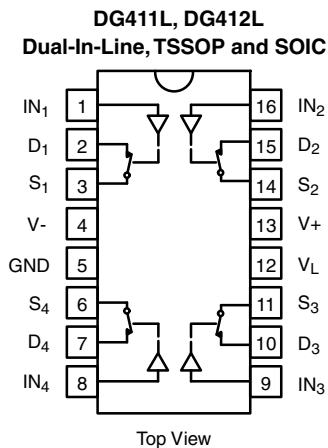 DG411L, DG412L
Dual-In-Line, TSSOP and SOIC
IN1 1 16 IN2
D1 2 15 D2
S1 3 14 S2
V- 4 13 V+
GND 5 12 VL
S4 6 11 S3
D4 7 10 D3
IN4 8 9 IN3
Top View